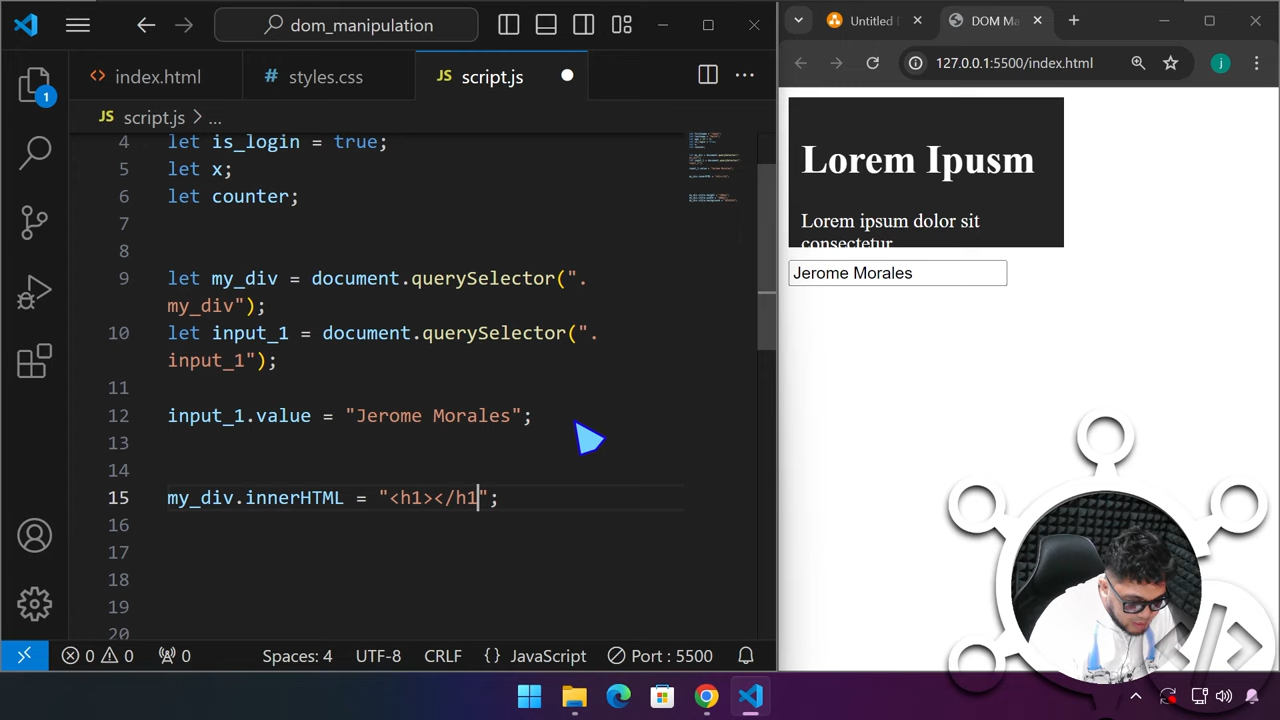 dom_manipulation
index.html
# styles.css
JS script.js
JS script.js > ...
4 let is_login = true;
5 let x;
6 let counter;
7
8
9 let my_div = document.querySelector(".
my_div");
10 let input_1 = document.querySelector(".
input_1");
11
12 input_1.value = "Jerome Morales";
13
14
15 my_div.innerHTML = "<h1></h1";
16
17
18
19
20
1
0 0 0
Spaces: 4 UTF-8 CRLF {} JavaScript Port : 5500
Untitled
DOM Ma
127.0.0.1:5500/index.html
j
Lorem Ipusm
Lorem ipsum dolor sit
consectetur
Jerome Morales
</>